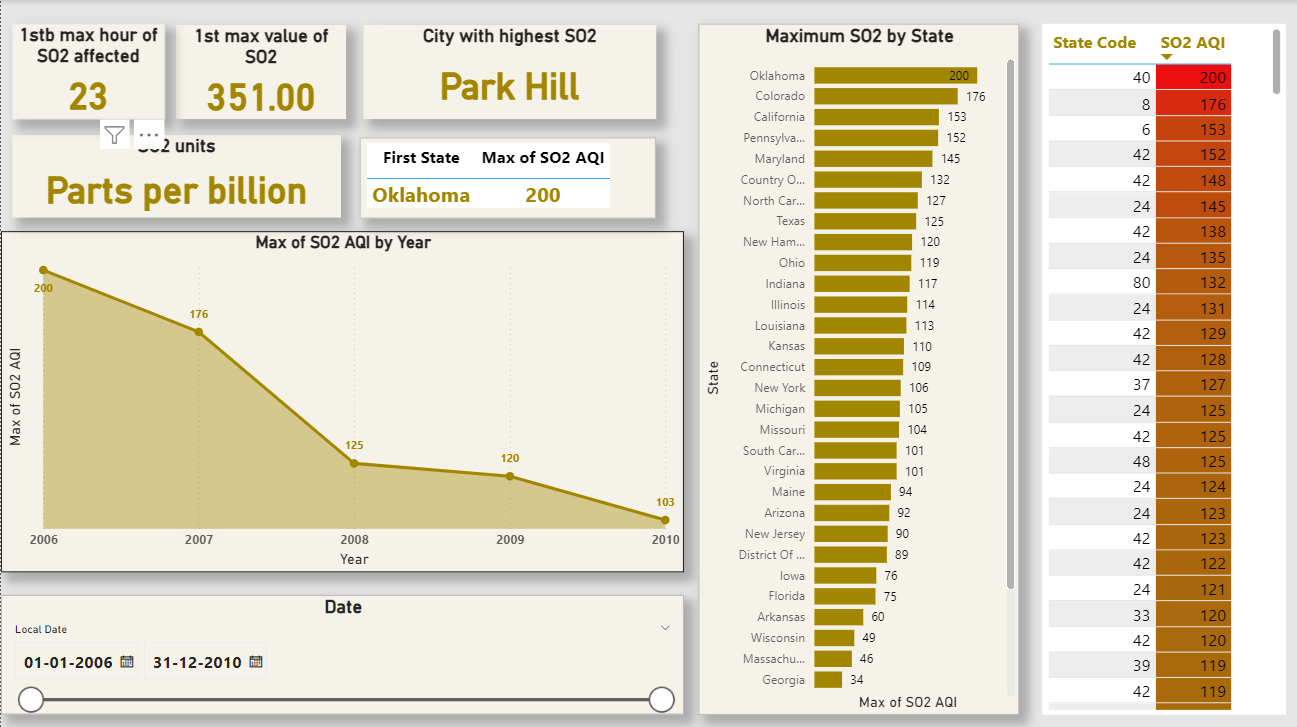 1stb max hour of
SO2 affected
23
1st max value of
SO2
351.00
City with highest SO2
Park Hill
SO2 units
Parts per billion
First State Max of SO2 AQI
Oklahoma 200
Max of SO2 AQI by Year
Max of SO2 AQI
200
176
125
120
103
2006 2007 2008 2009 2010
Year
Date
Local Date
01-01-2006 31-12-2010
Maximum SO2 by State
State
Oklahoma 200
Colorado 176
California 153
Pennsylva... 152
Maryland 145
Country O... 132
North Car... 127
Texas 125
New Ham... 120
Ohio 119
Indiana 117
Illinois 114
Louisiana 113
Kansas 110
Connecticut 109
New York 106
Michigan 105
Missouri 104
South Car... 101
Virginia 101
Maine 94
Arizona 92
New Jersey 90
District Of ... 89
Iowa 76
Florida 75
Arkansas 60
Wisconsin 49
Massachu... 46
Georgia 34
Max of SO2 AQI
State Code SO2 AQI
40 200
8 176
6 153
42 152
42 148
24 145
42 138
24 135
80 132
24 131
42 129
42 128
37 127
24 125
42 125
48 125
24 124
24 123
42 123
42 122
24 121
33 120
42 120
39 119
42 119